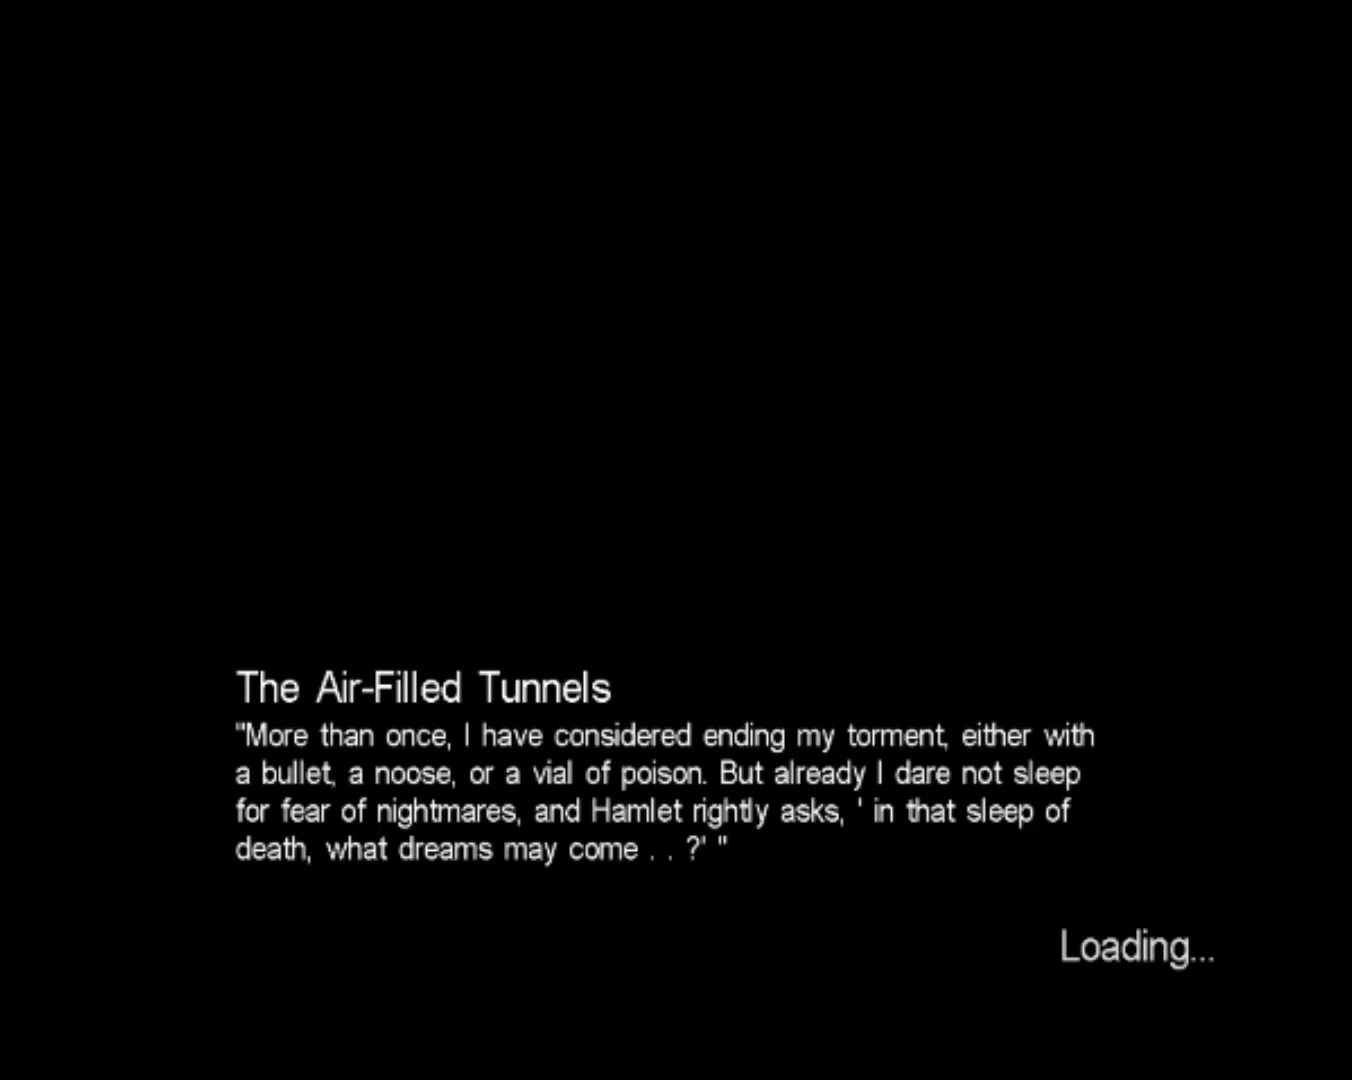 The Air-Filled Tunnels
"More than once, I have considered ending my torment, either with
a bullet, a noose, or a vial of poison. But already I dare not sleep
for fear of nightmares, and Hamlet rightly asks, ' in that sleep of
death, what dreams may come . . ?' "
Loading...